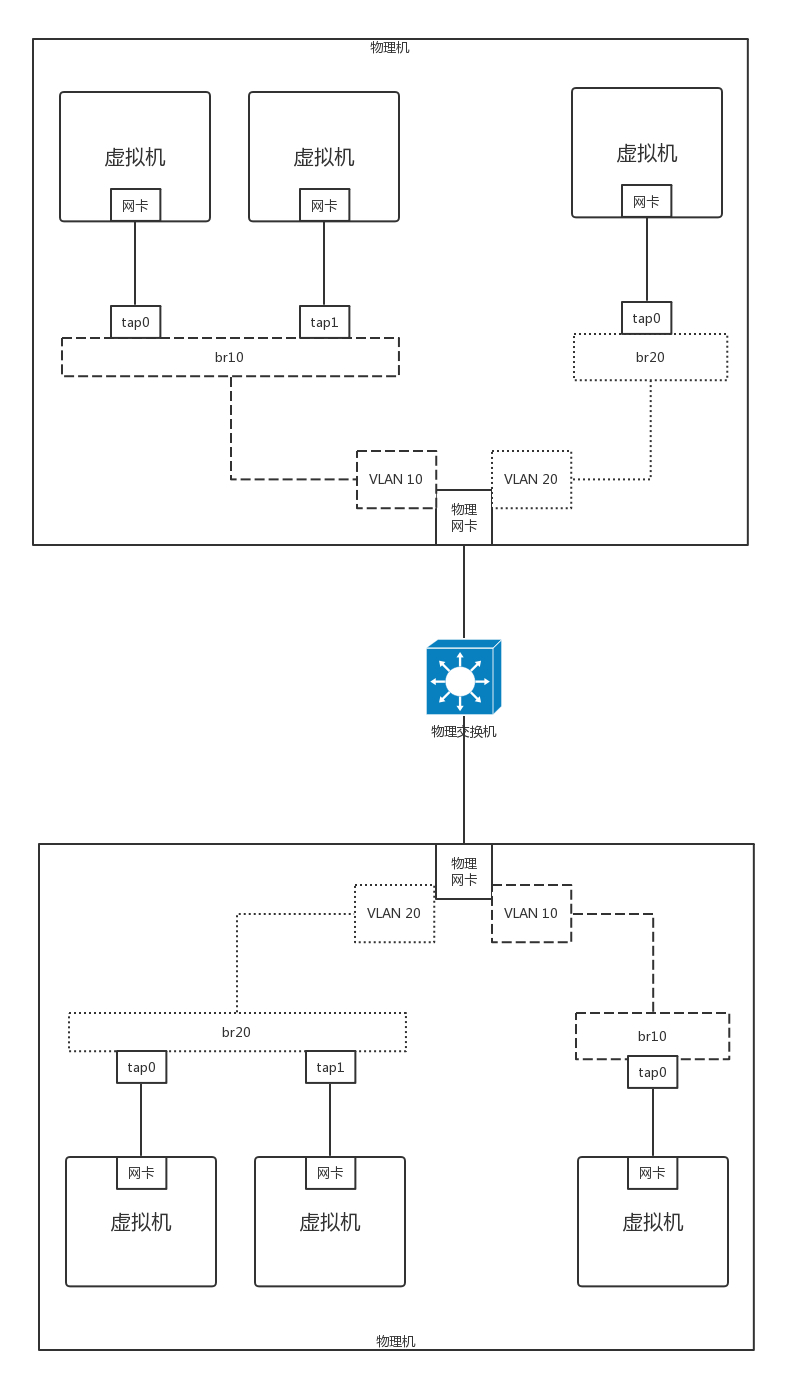 物理机
虚拟机
虚拟机
虚拟机
网卡
网卡
网卡
tap0
tap1
tap0
br10
br20
VLAN 10
VLAN 20
物理
网卡
物理交换机
物理
网卡
VLAN 20
VLAN 10
br20
br10
tap0
tap1
tap0
网卡
网卡
网卡
虚拟机
虚拟机
虚拟机
物理机